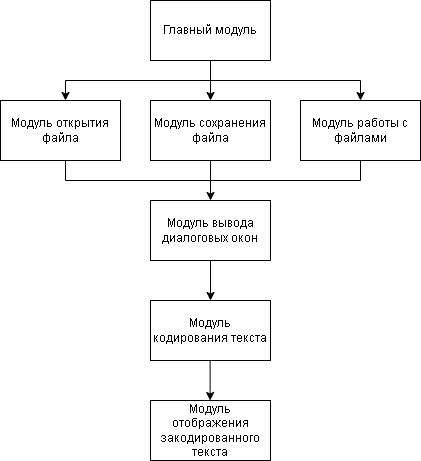 Главный модуль
Модуль открытия
файла
Модуль сохранения
файла
Модуль работы с
файлами
Модуль вывода
диалоговых окон
Модуль
кодирования текста
Модуль
отображения
закодированного
текста